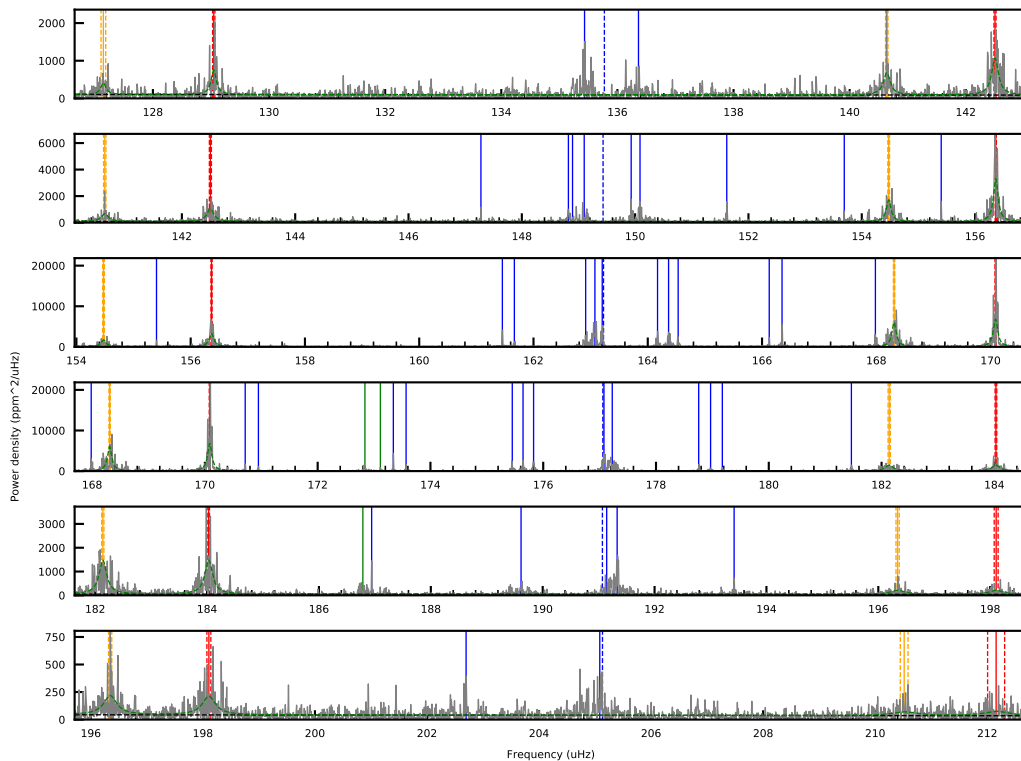 2000
1000
0
128 130 132 134 136 138 140 142
6000
4000
2000
0
142 144 146 148 150 152 154 156
20000
10000
0
154 156 158 160 162 164 166 168 170
20000
10000
0
168 170 172 174 176 178 180 182 184
Power density (ppm^2/uHz)
3000
2000
1000
0
182 184 186 188 190 192 194 196 198
750
500
250
0
196 198 200 202 204 206 208 210 212
Frequency (uHz)